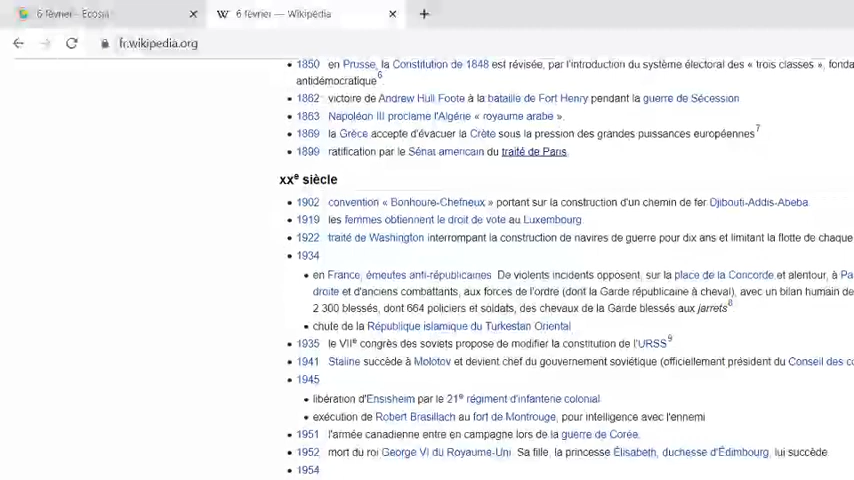 6 février - Ecosia
6 février — Wikipédia
fr.wikipedia.org
1850 en Prusse, la Constitution de 1848 est révisée, par l'introduction du système électoral des « trois classes »,
antidémocratique6.
1862 victoire de Andrew Hull Foote à la bataille de Fort Henry pendant la guerre de Sécession
1863 Napoléon III proclame l'Algérie « royaume arabe ».
1869 la Grèce accepte d'évacuer la Crète sous la pression des grandes puissances européennes7
1899 ratification par le Sénat américain du traité de Paris.
XXe siècle
1902 convention « Bonhoure-Chefneux » portant sur la construction d'un chemin de fer Djibouti-Addis-Abeba.
1919 les femmes obtiennent le droit de vote au Luxembourg.
1922 traité de Washington interrompant la construction de navires de guerre pour dix ans et limitant la flotte de chaque
1934
en France, émeutes anti-républicaines. De violents incidents opposent, sur la place de la Concorde et alentour, à
droite et d'anciens combattants, aux forces de l'ordre (dont la Garde républicaine à cheval), avec un bilan humain de
2 300 blessés, dont 664 policiers et soldats, des chevaux de la Garde blessés aux jarrets8
chute de la République islamique du Turkestan Oriental
1935 le VIIe congrès des soviets propose de modifier la constitution de l'URSS9
1941 Staline succède à Molotov et devient chef du gouvernement soviétique (officiellement président du Conseil des
1945
libération d'Ensisheim par le 21e régiment d'infanterie colonial
exécution de Robert Brasillach au fort de Montrouge, pour intelligence avec l'ennemi
1951 l'armée canadienne entre en campagne lors de la guerre de Corée.
1952 mort du roi George VI du Royaume-Uni. Sa fille, la princesse Élisabeth, duchesse d'Édimbourg, lui succède.
1954